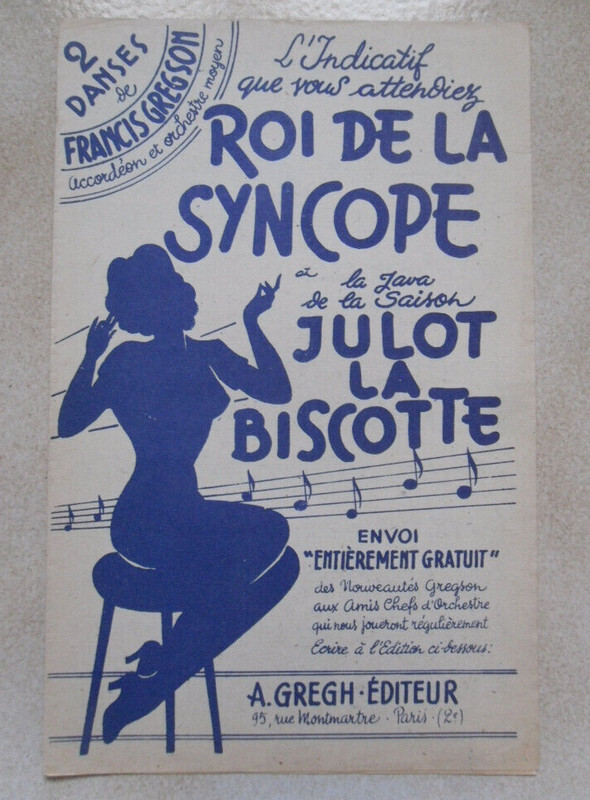 2
DANSES
de
FRANCIS GREGSON
accordéon et orchestre moyen
L'Indicatif
que vous attendiez
ROI DE LA
SYNCOPE
et la Java
de la Saison
JULOT
LA
BISCOTTE
ENVOI
"ENTIÈREMENT GRATUIT"
des Nouveautés Gregson
aux Amis Chefs d'Orchestre
qui nous joueront régulièrement
Ecrire à l'Edition ci-dessous:
A. GREGH • ÉDITEUR
95, rue Montmartre - Paris - (2e)